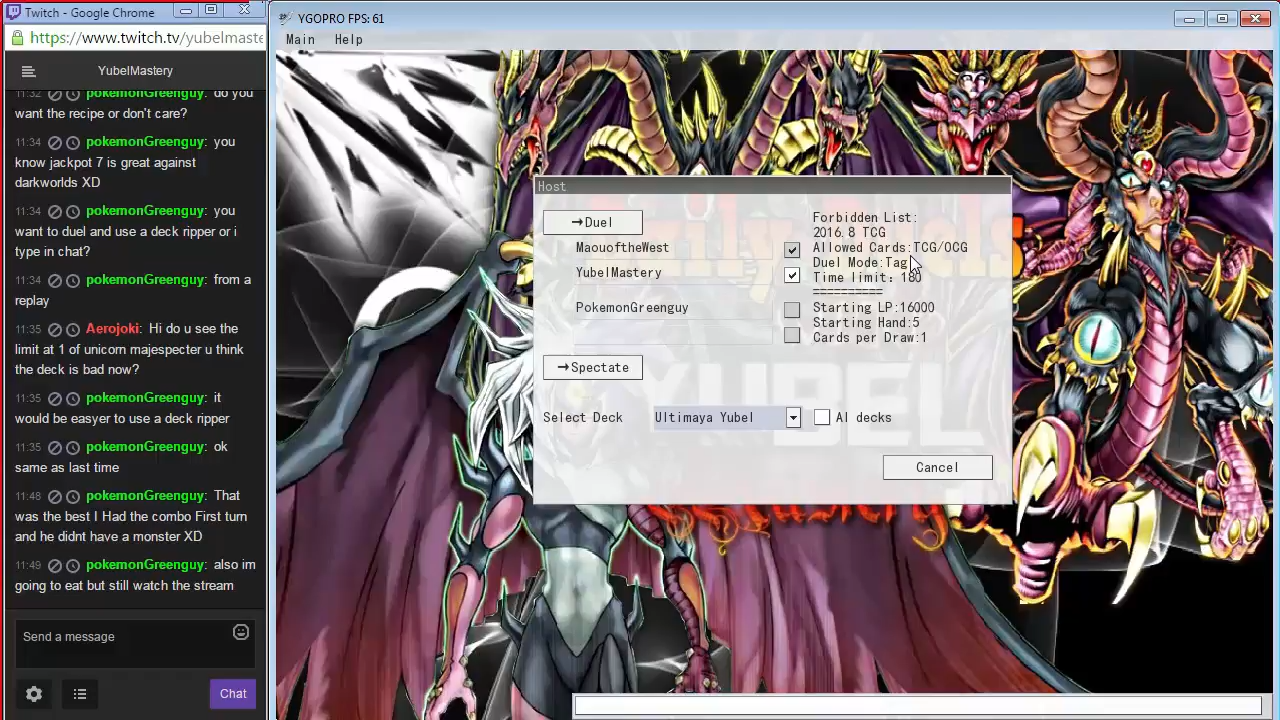 Twitch - Google Chrome
https://www.twitch.tv/yubelmaste
YubelMastery
11:32 pokemonGreenguy: do you
want the recipe or don't care?
11:34 pokemonGreenguy: you
know jackpot 7 is great against
darkworlds XD
11:34 pokemonGreenguy: you
want to duel and use a deck ripper or i
type in chat?
11:34 pokemonGreenguy: from a
replay
11:35 Aerojoki: Hi do u see the
limit at 1 of unicorn majespecter u think
the deck is bad now?
11:35 pokemonGreenguy: it
would be easyer to use a deck ripper
11:35 pokemonGreenguy: ok
same as last time
11:48 pokemonGreenguy: That
was the best I Had the combo First turn
and he didnt have a monster XD
11:49 pokemonGreenguy: also im
going to eat but still watch the stream
Send a message
Chat
YGOPRO FPS: 61
Main Help
Host
→Duel
MaouoftheWest
YubelMastery
PokemonGreenguy
→Spectate
Select Deck Ultimaya Yubel AI decks
Cancel
Forbidden List:
2016.8 TCG
Allowed Cards:TCG/OCG
Duel Mode:Tag
Time limit: 180
==========
Starting LP:16000
Starting Hand:5
Cards per Draw:1
YUBEL